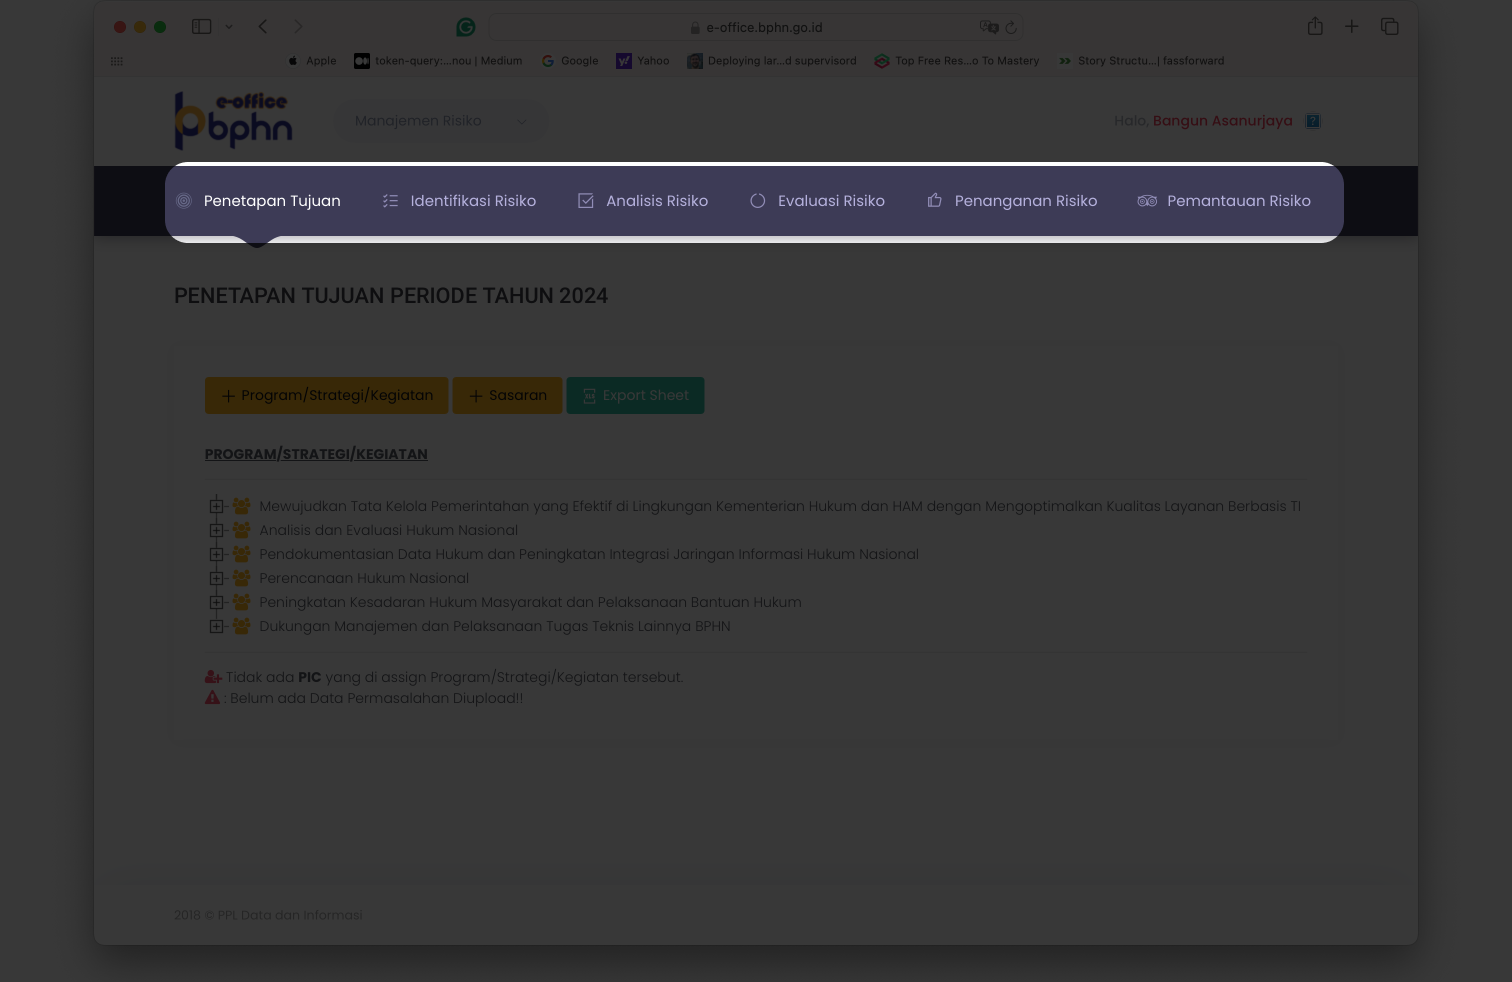 e-office.bphn.go.id
Apple
token-query:...nou | Medium
Google
Yahoo
Deploying lar...d supervisord
Top Free Res...o To Mastery
Story Structu...| fassforward
e-office
bphn
Manajemen Risiko
Halo, Bangun Asanurjaya
Penetapan Tujuan
Identifikasi Risiko
Analisis Risiko
Evaluasi Risiko
Penanganan Risiko
Pemantauan Risiko
PENETAPAN TUJUAN PERIODE TAHUN 2024
Program/Strategi/Kegiatan
Sasaran
Export Sheet
PROGRAM/STRATEGI/KEGIATAN
Mewujudkan Tata Kelola Pemerintahan yang Efektif di Lingkungan Kementerian Hukum dan HAM dengan Mengoptimalkan Kualitas Layanan Berbasis TI
Analisis dan Evaluasi Hukum Nasional
Pendokumentasian Data Hukum dan Peningkatan Integrasi Jaringan Informasi Hukum Nasional
Perencanaan Hukum Nasional
Peningkatan Kesadaran Hukum Masyarakat dan Pelaksanaan Bantuan Hukum
Dukungan Manajemen dan Pelaksanaan Tugas Teknis Lainnya BPHN
Tidak ada PIC yang di assign Program/Strategi/Kegiatan tersebut.
: Belum ada Data Permasalahan Diupload!!
2018 © PPL Data dan Informasi